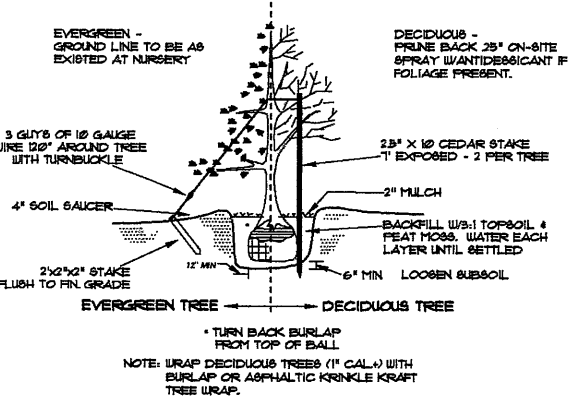 EVERGREEN -
GROUND LINE TO BE AS
EXISTED AT NURSERY
DECIDUOUS -
PRUNE BACK .25" ON-SITE
SPRAY W/ANTIDESSICANT IF
FOLIAGE PRESENT.
3 GUYS OF 10 GAUGE
WIRE 120° AROUND TREE
WITH TURNBUCKLE
2.5" X 10 CEDAR STAKE
7' EXPOSED - 2 PER TREE
4" SOIL SAUCER
2" MULCH
BACKFILL W/3:1 TOPSOIL &
PEAT MOSS. WATER EACH
LAYER UNTIL SETTLED
2"x2"x2" STAKE
FLUSH TO FIN. GRADE
12" MIN
6" MIN
LOOSEN SUBSOIL
EVERGREEN TREE
DECIDUOUS TREE
* TURN BACK BURLAP
FROM TOP OF BALL
NOTE: WRAP DECIDUOUS TREES (1" CAL.+) WITH
BURLAP OR ASPHALTIC KRINKLE KRAFT
TREE WRAP.